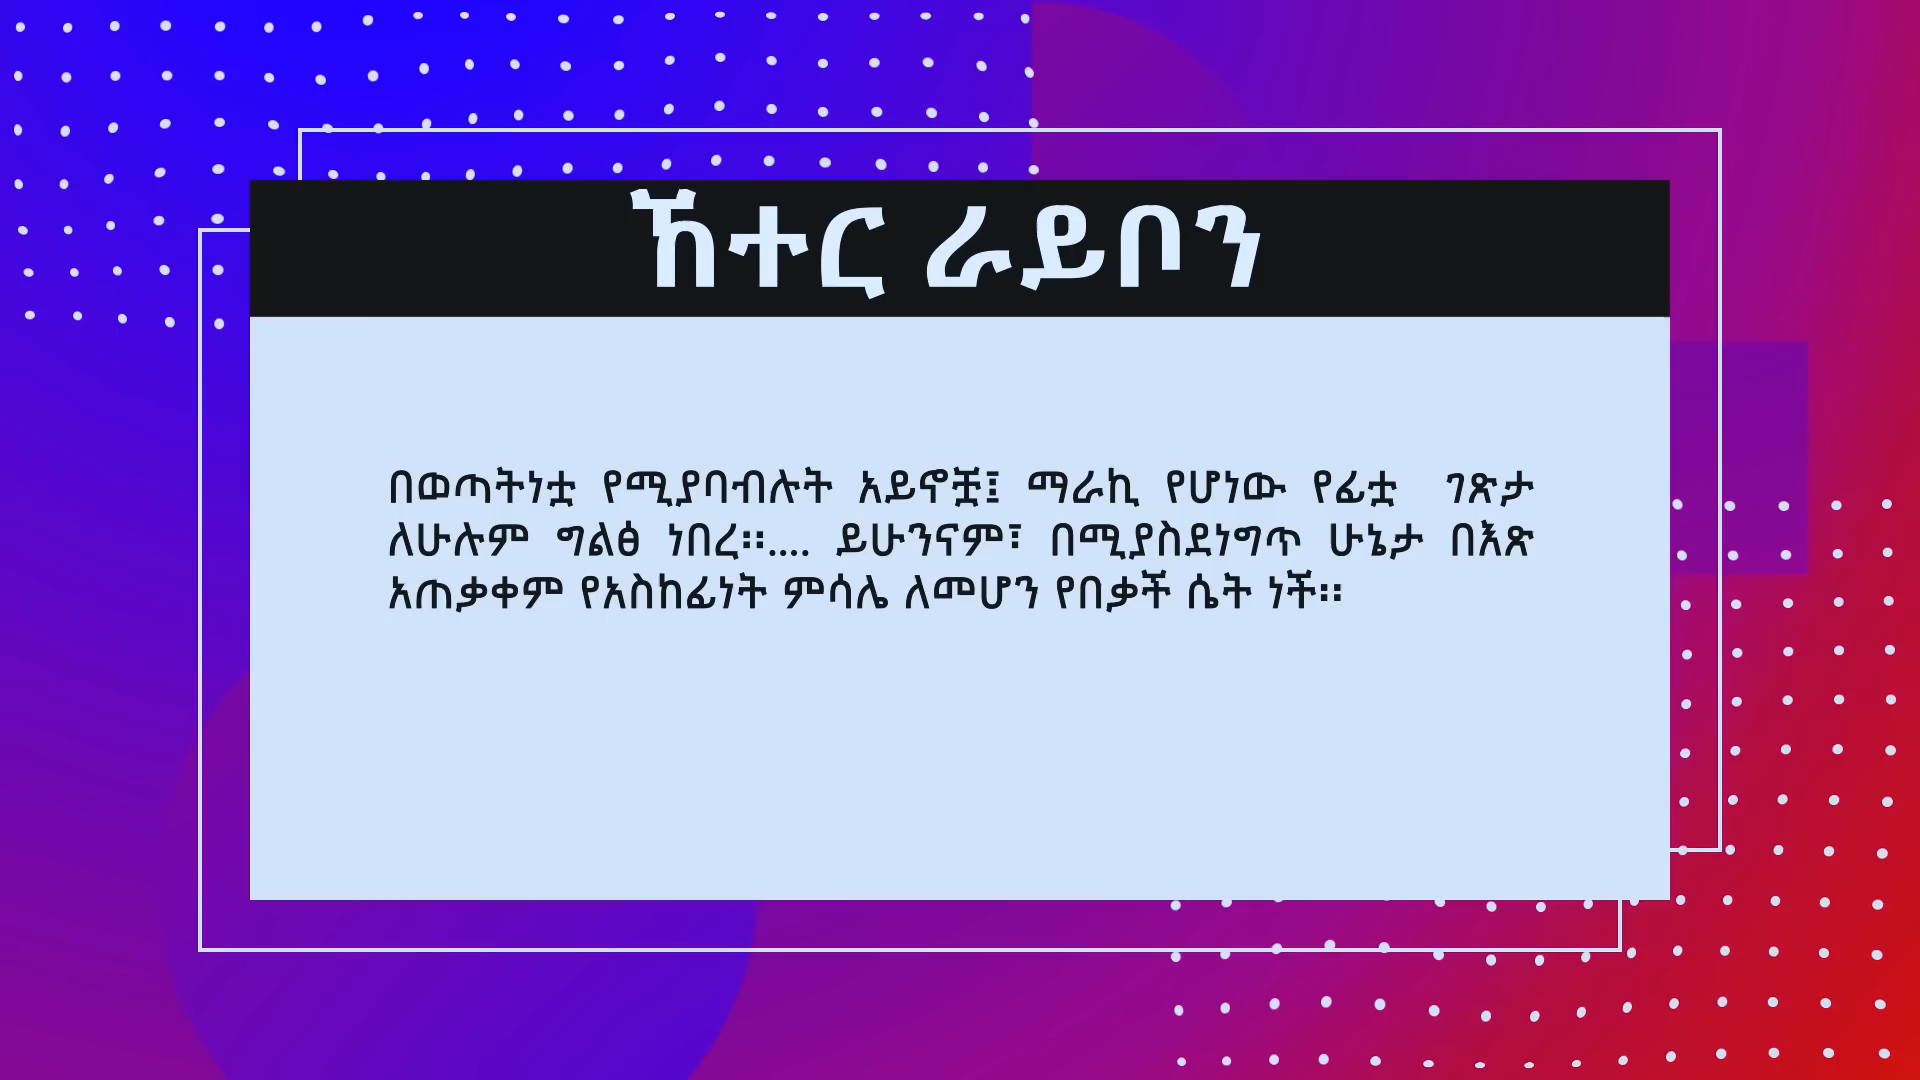 ኸተር ራይቦን
በወጣትነቷ የሚያባብሉት አይኖቿ፤ ማራኪ የሆነው የፊቷ ገጽታ
ለሁሉም ግልፅ ነበረ።.... ይሁንናም፣ በሚያስደነግጥ ሁኔታ በእጽ
አጠቃቀም የአስከፊነት ምሳሌ ለመሆን የበቃች ሴት ነች።